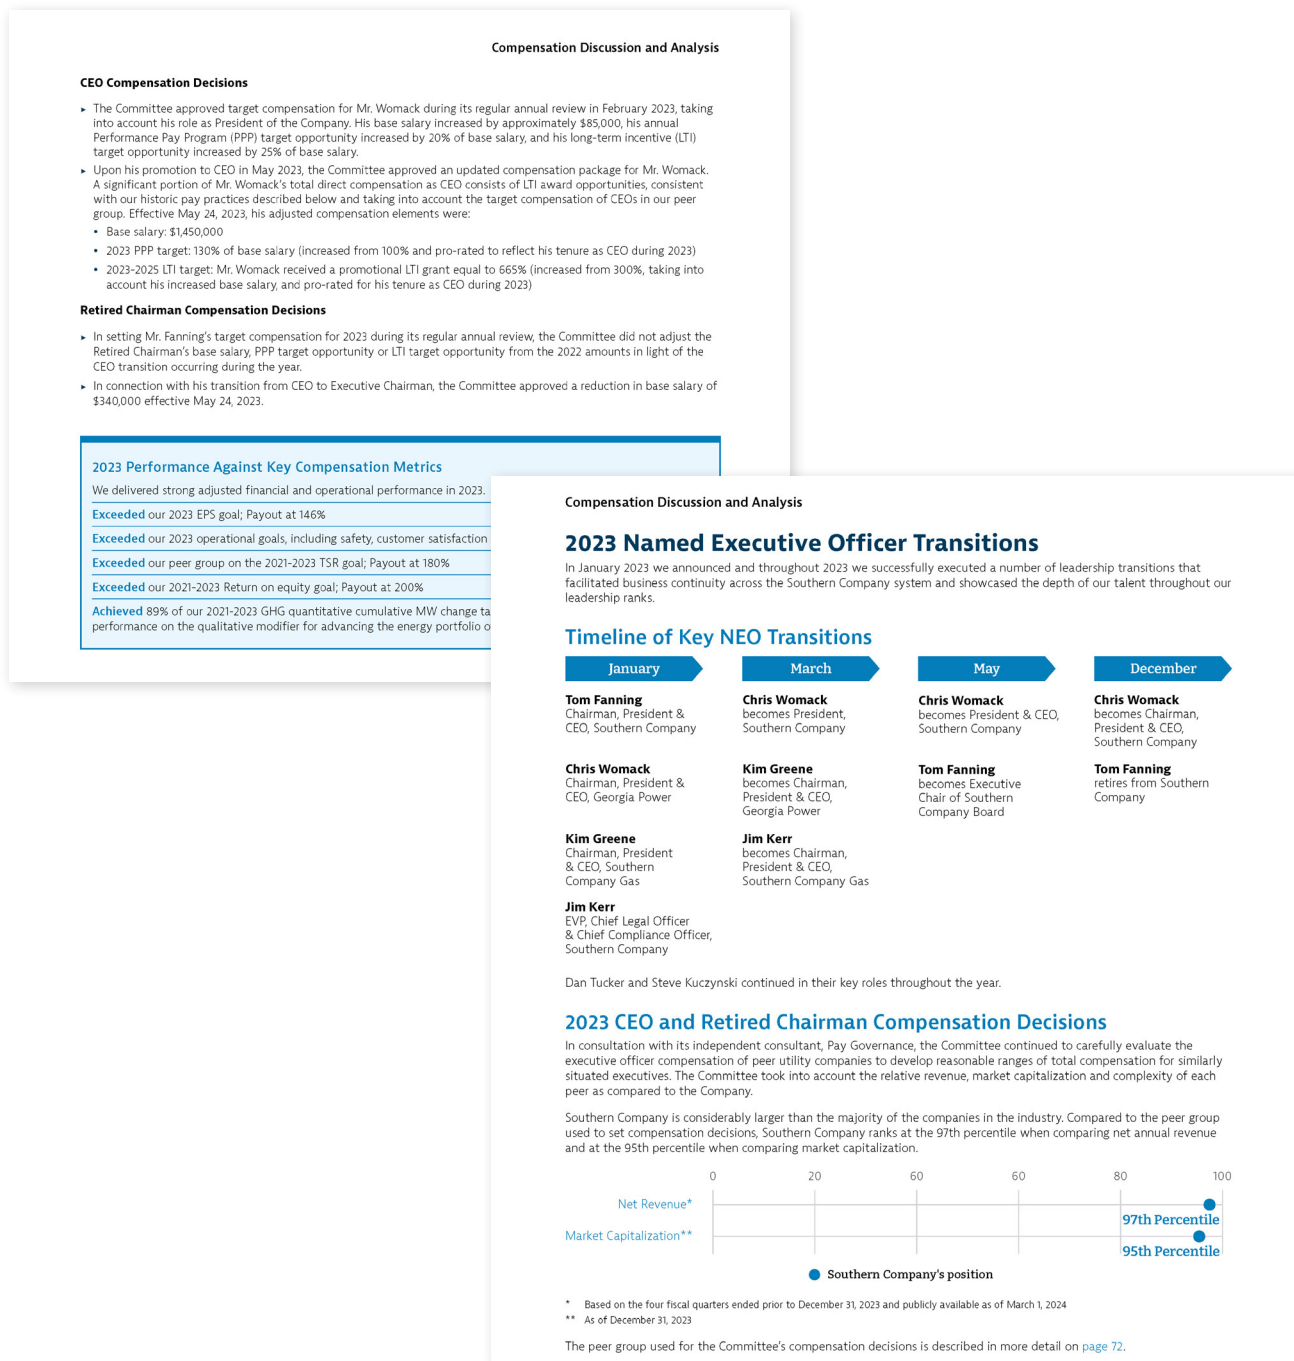 Compensation Discussion and Analysis
CEO Compensation Decisions
▸ The Committee approved target compensation for Mr. Womack during its regular annual review in February 2023, taking
into account his role as President of the Company. His base salary increased by approximately $85,000, his annual
Performance Pay Program (PPP) target opportunity increased by 20% of base salary, and his long-term incentive (LTI)
target opportunity increased by 25% of base salary.
▸ Upon his promotion to CEO in May 2023, the Committee approved an updated compensation package for Mr. Womack.
A significant portion of Mr. Womack's total direct compensation as CEO consists of LTI award opportunities, consistent
with our historic pay practices described below and taking into account the target compensation of CEOs in our peer
group. Effective May 24, 2023, his adjusted compensation elements were:
• Base salary: $1,450,000
• 2023 PPP target: 130% of base salary (increased from 100% and pro-rated to reflect his tenure as CEO during 2023)
• 2023-2025 LTI target: Mr. Womack received a promotional LTI grant equal to 665% (increased from 300%, taking into
account his increased base salary, and pro-rated for his tenure as CEO during 2023)
Retired Chairman Compensation Decisions
▸ In setting Mr. Fanning's target compensation for 2023 during its regular annual review, the Committee did not adjust the
Retired Chairman's base salary, PPP target opportunity or LTI target opportunity from the 2022 amounts in light of the
CEO transition occurring during the year.
▸ In connection with his transition from CEO to Executive Chairman, the Committee approved a reduction in base salary of
$340,000 effective May 24, 2023.
2023 Performance Against Key Compensation Metrics
We delivered strong adjusted financial and operational performance in 2023.
Exceeded our 2023 EPS goal; Payout at 146%
Exceeded our 2023 operational goals, including safety, customer satisfaction
Exceeded our peer group on the 2021-2023 TSR goal; Payout at 180%
Exceeded our 2021-2023 Return on equity goal; Payout at 200%
Achieved 89% of our 2021-2023 GHG quantitative cumulative MW change ta
performance on the qualitative modifier for advancing the energy portfolio o
Compensation Discussion and Analysis
2023 Named Executive Officer Transitions
In January 2023 we announced and throughout 2023 we successfully executed a number of leadership transitions that
facilitated business continuity across the Southern Company system and showcased the depth of our talent throughout our
leadership ranks.
Timeline of Key NEO Transitions
January
Tom Fanning
Chairman, President &
CEO, Southern Company
Chris Womack
Chairman, President &
CEO, Georgia Power
Kim Greene
Chairman, President
& CEO, Southern
Company Gas
Jim Kerr
EVP, Chief Legal Officer
& Chief Compliance Officer,
Southern Company
March
Chris Womack
becomes President,
Southern Company
Kim Greene
becomes Chairman,
President & CEO,
Georgia Power
Jim Kerr
becomes Chairman,
President & CEO,
Southern Company Gas
May
Chris Womack
becomes President & CEO,
Southern Company
Tom Fanning
becomes Executive
Chair of Southern
Company Board
December
Chris Womack
becomes Chairman,
President & CEO,
Southern Company
Tom Fanning
retires from Southern
Company
Dan Tucker and Steve Kuczynski continued in their key roles throughout the year.
2023 CEO and Retired Chairman Compensation Decisions
In consultation with its independent consultant, Pay Governance, the Committee continued to carefully evaluate the
executive officer compensation of peer utility companies to develop reasonable ranges of total compensation for similarly
situated executives. The Committee took into account the relative revenue, market capitalization and complexity of each
peer as compared to the Company.
Southern Company is considerably larger than the majority of the companies in the industry. Compared to the peer group
used to set compensation decisions, Southern Company ranks at the 97th percentile when comparing net annual revenue
and at the 95th percentile when comparing market capitalization.
0 20 60 60 80 100
Net Revenue*
97th Percentile
Market Capitalization**
95th Percentile
Southern Company's position
* Based on the four fiscal quarters ended prior to December 31, 2023 and publicly available as of March 1, 2024
** As of December 31, 2023
The peer group used for the Committee's compensation decisions is described in more detail on page 72.